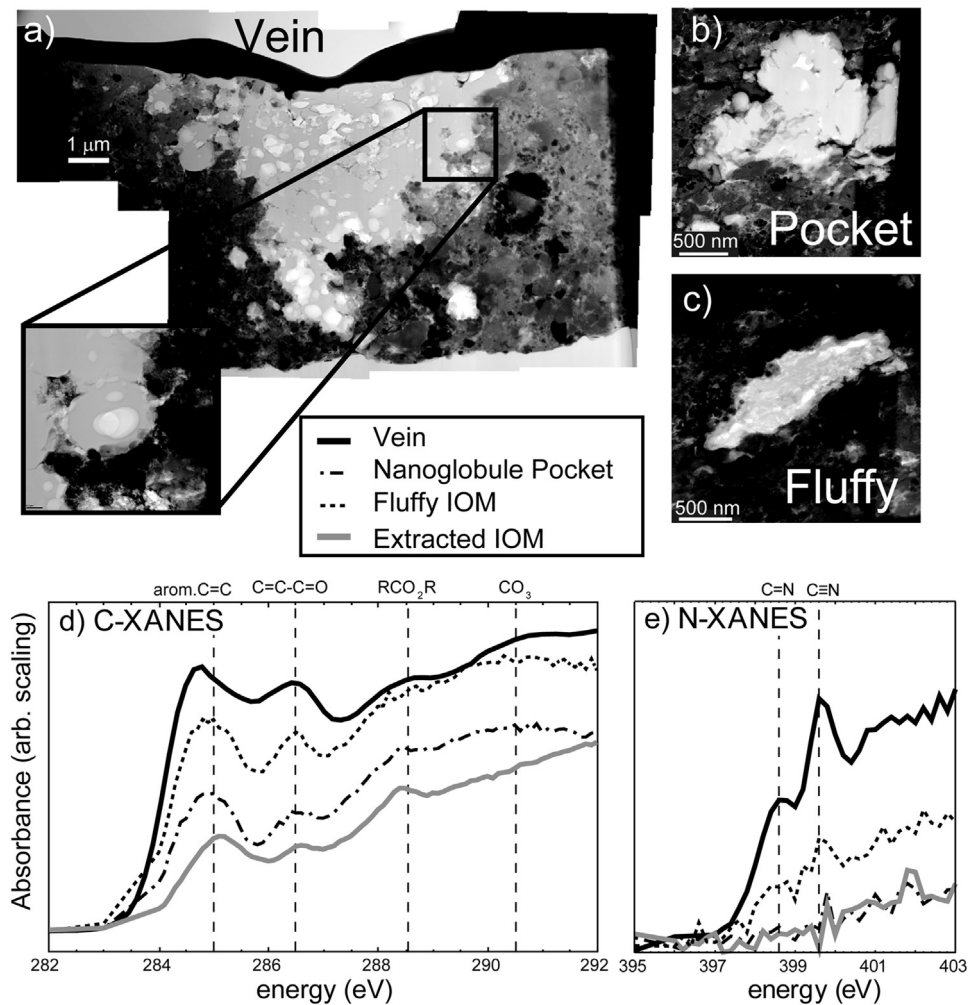 a)
Vein
1 μm
b)
Pocket
500 nm
c)
Fluffy
500 nm
Vein
Nanoglobule Pocket
Fluffy IOM
Extracted IOM
arom.C=C C=C-C=O RCO₂R CO₃
d) C-XANES
Absorbance (arb. scaling)
282 284 286 288 290 292
energy (eV)
C=N C≡N
e) N-XANES
395 397 399 401 403
energy (eV)